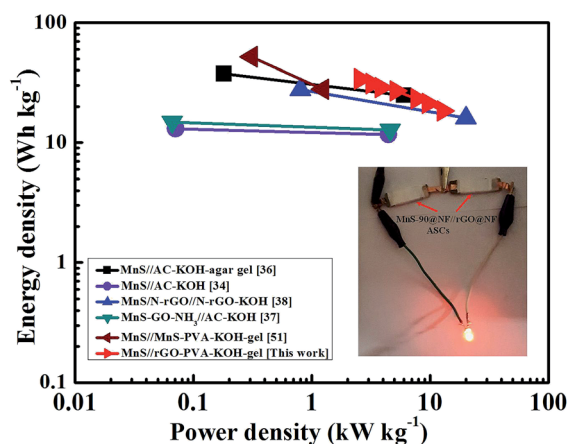 100
10
1
0.1
0.01
0.1
1
10
100
Energy density (Wh kg⁻¹)
Power density (kW kg⁻¹)
MnS//AC-KOH-agar gel [36]
MnS//AC-KOH [34]
MnS/N-rGO//N-rGO-KOH [38]
MnS-GO-NH₃//AC-KOH [37]
MnS//MnS-PVA-KOH-gel [51]
MnS//rGO-PVA-KOH-gel [This work]
MnS-90@NF//rGO@NF
ASCs